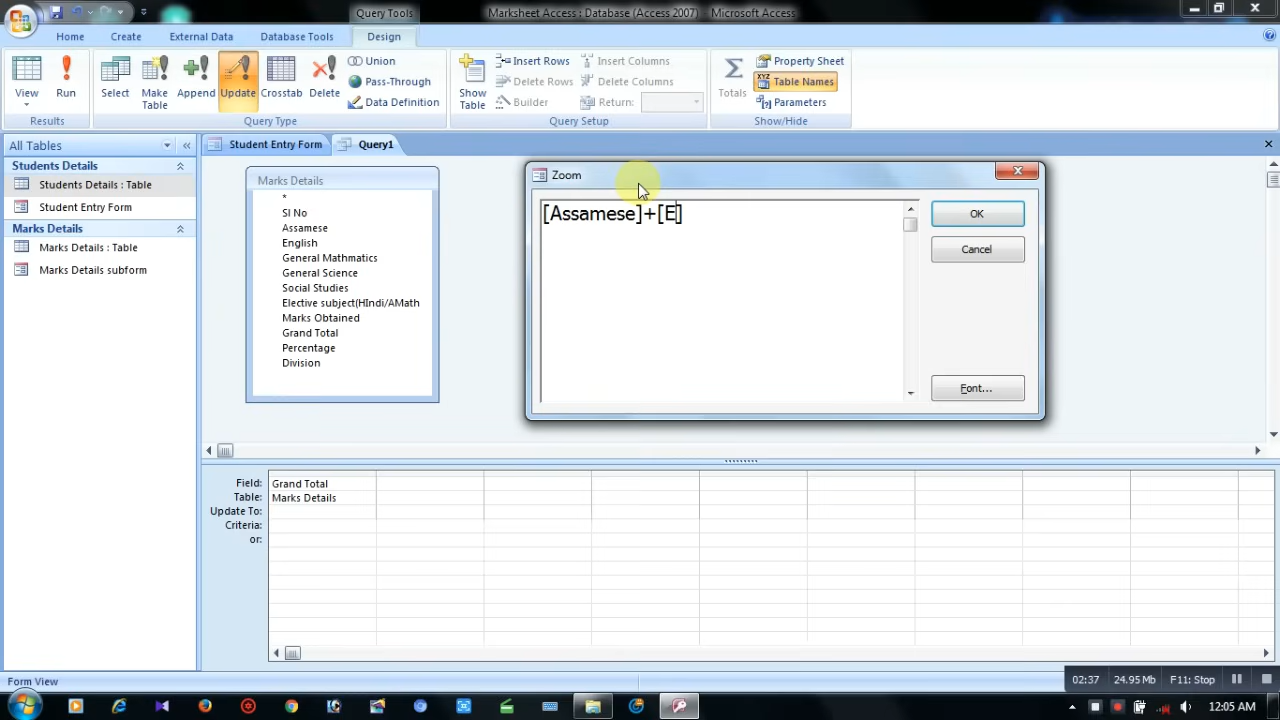 Query Tools
Marksheet Access : Database (Access 2007) - Microsoft Access
Home
Create
External Data
Database Tools
Design
View
Run
Results
Select
Make Table
Append
Update
Crosstab
Delete
Union
Pass-Through
Data Definition
Query Type
Show Table
Insert Rows
Delete Rows
Builder
Insert Columns
Delete Columns
Return:
Query Setup
Totals
Property Sheet
Table Names
Parameters
Show/Hide
All Tables
Students Details
Students Details : Table
Student Entry Form
Marks Details
Marks Details : Table
Marks Details subform
Student Entry Form
Query1
Marks Details
*
Sl No
Assamese
English
General Mathmatics
General Science
Social Studies
Elective subject(HIndi/AMath
Marks Obtained
Grand Total
Percentage
Division
Zoom
[Assamese]+[E]
OK
Cancel
Font...
Field: Grand Total
Table: Marks Details
Update To:
Criteria:
or:
Form View
02:37
24.95 Mb
F11: Stop
12:05 AM